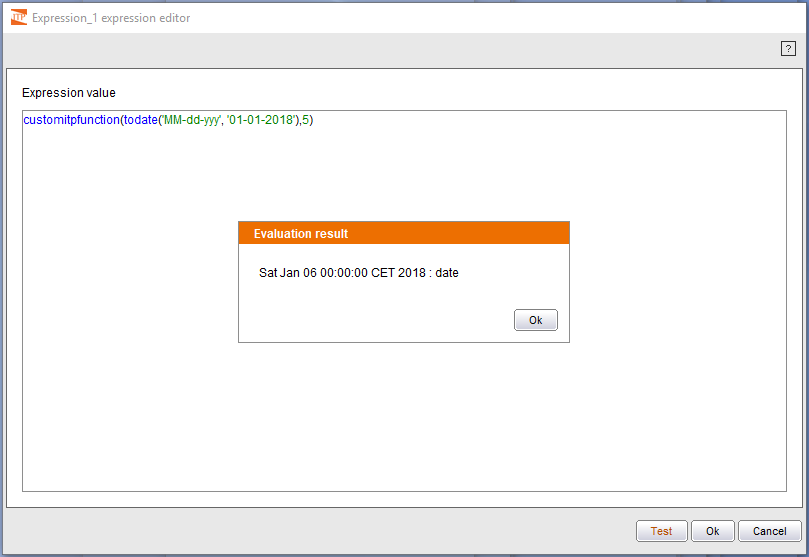 Expression_1 expression editor
?
Expression value
customitpfunction(todate('MM-dd-yyy', '01-01-2018'),5)
Evaluation result
Sat Jan 06 00:00:00 CET 2018 : date
Ok
Test Ok Cancel